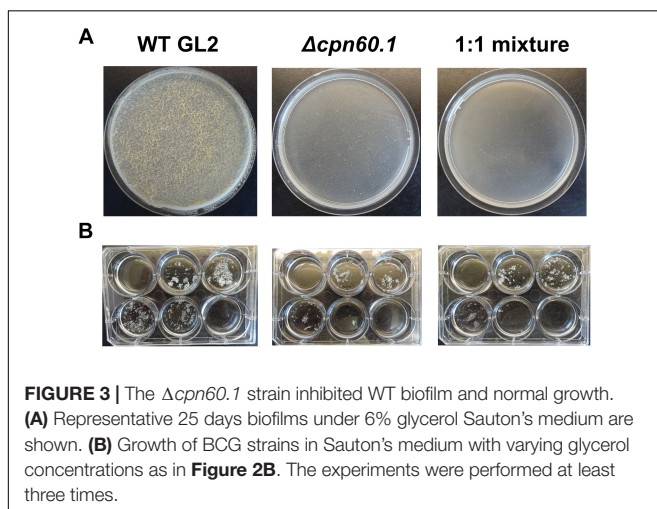 A
WT GL2
Δcpn60.1
1:1 mixture
B
FIGURE 3 | The Δcpn60.1 strain inhibited WT biofilm and normal growth.
(A) Representative 25 days biofilms under 6% glycerol Sauton's medium are
shown. (B) Growth of BCG strains in Sauton's medium with varying glycerol
concentrations as in Figure 2B. The experiments were performed at least
three times.